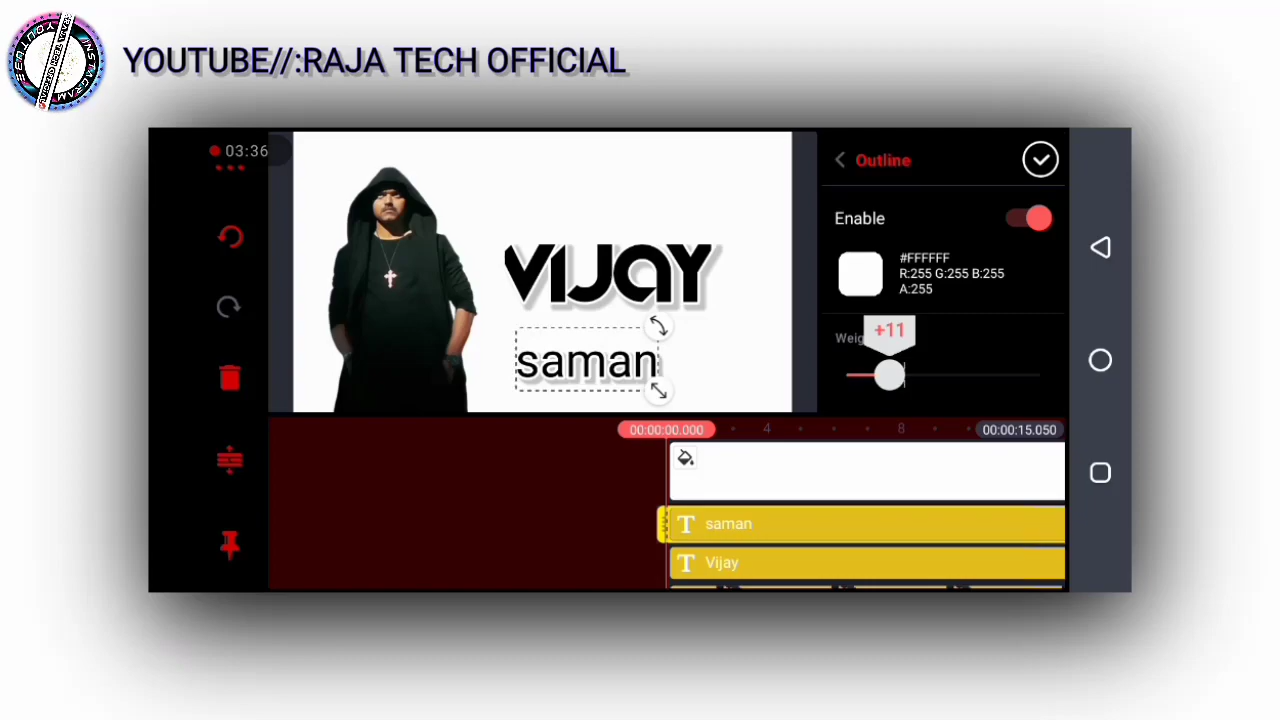 YOUTUBE//:RAJA TECH OFFICIAL
03:36
Outline
Enable
#FFFFFF
R:255 G:255 B:255
A:255
+11
VIJAY
saman
00:00:00.000
4
8
00:00:15.050
T saman
T Vijay